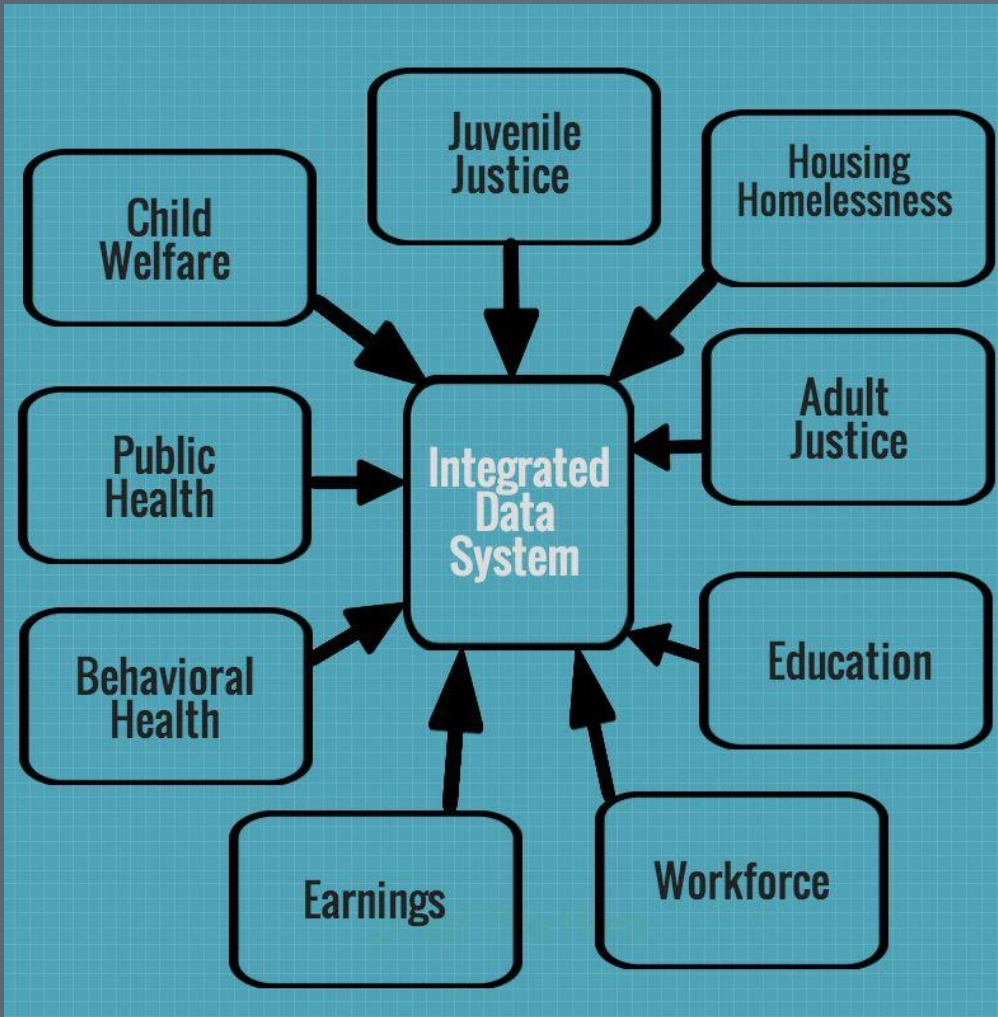 Juvenile
Justice
Housing
Homelessness
Child
Welfare
Adult
Justice
Public
Health
Integrated
Data
System
Education
Behavioral
Health
Workforce
Earnings